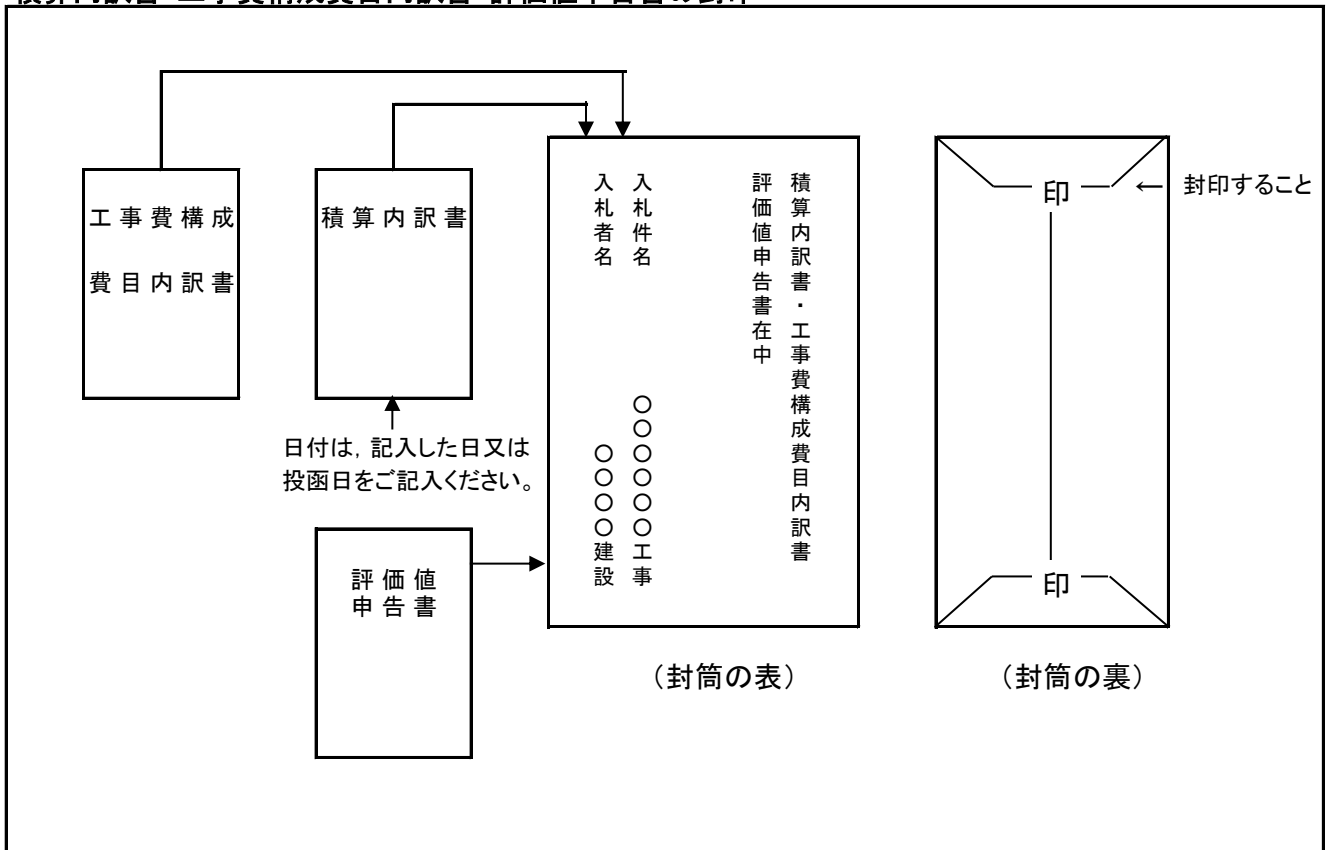 工事費構成
費目内訳書
積算内訳書
日付は，記入した日又は
投函日をご記入ください。
評価値
申告書
積算内訳書・工事費構成費目内訳書
評価値申告書在中
入札件名　〇〇〇〇〇〇工事
入札者名　〇〇〇〇建設
（封筒の表）
印
← 封印すること
印
（封筒の裏）